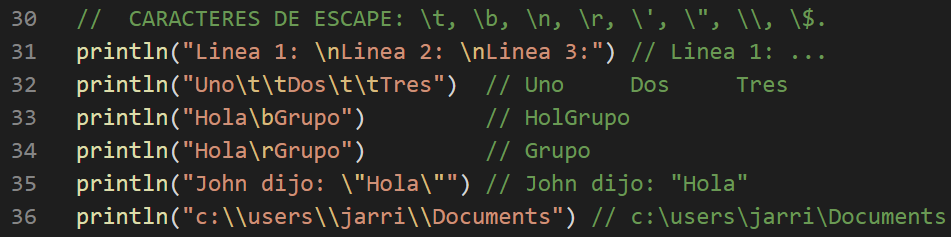 30 //  CARACTERES DE ESCAPE: \t, \b, \n, \r, \', \", \\, \$.
31 println("Linea 1: \nLinea 2: \nLinea 3:") // Linea 1: ...
32 println("Uno\t\tDos\t\tTres")  // Uno     Dos     Tres
33 println("Hola\bGrupo")         // HolGrupo
34 println("Hola\rGrupo")         // Grupo
35 println("John dijo: \"Hola\"") // John dijo: "Hola"
36 println("c:\\users\\jarri\\Documents") // c:\users\jarri\Documents